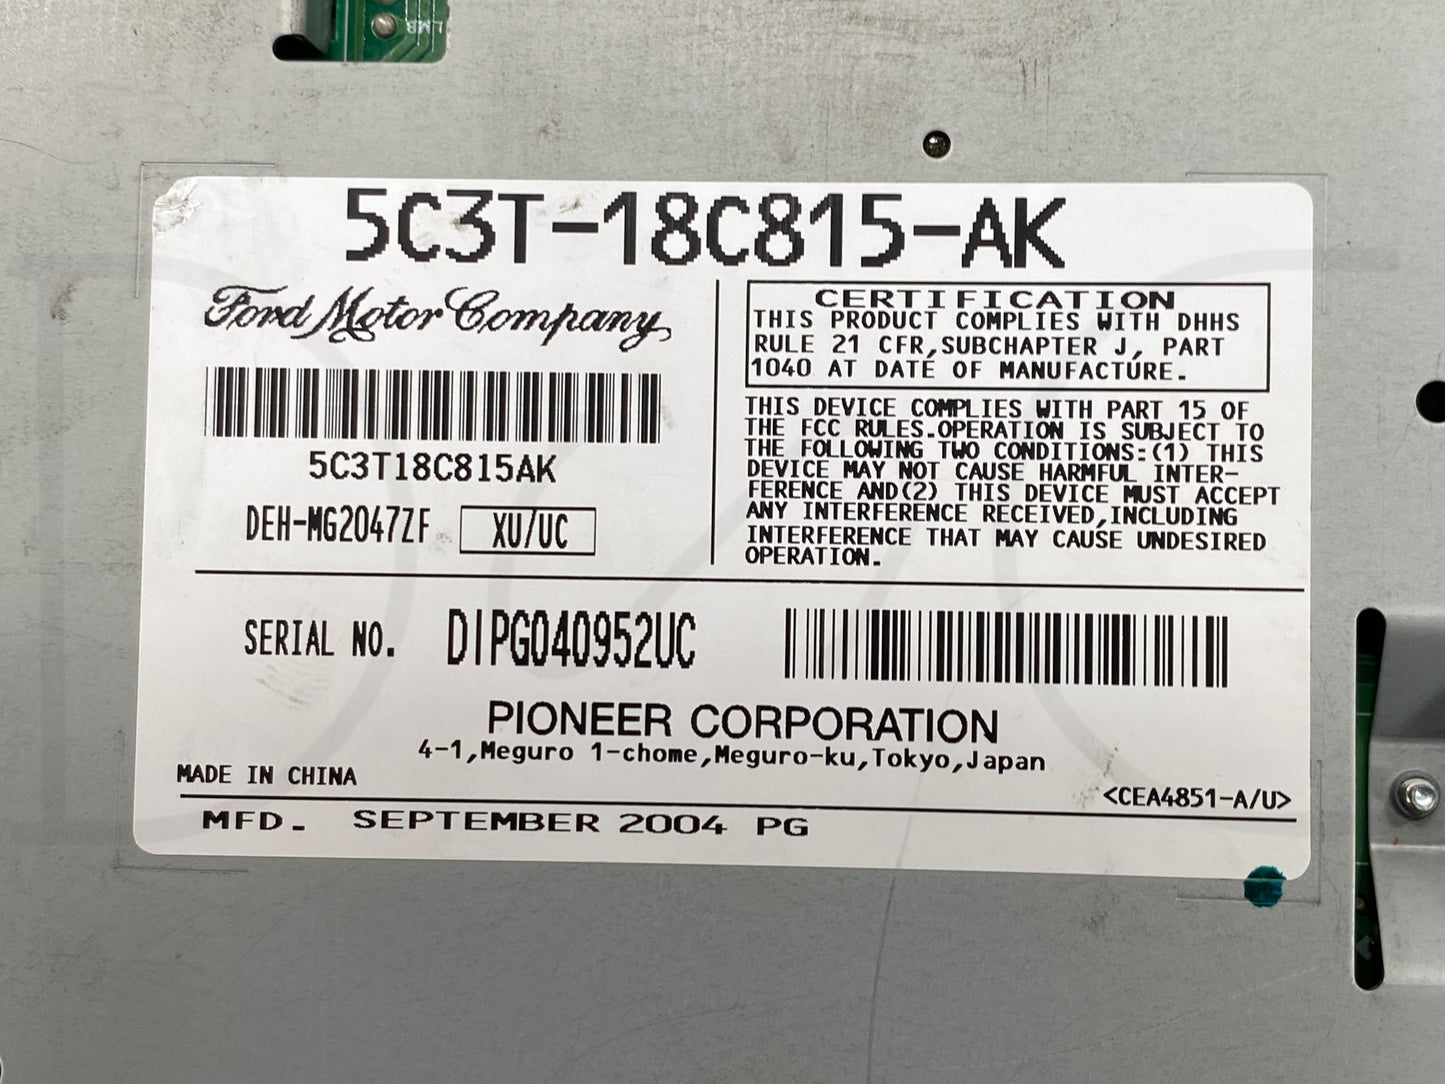 LMB
5C3T-18C815-AK
Ford Motor Company
5C3T18C815AK
DEH-MG2047ZF XU/UC
CERTIFICATION
THIS PRODUCT COMPLIES WITH DHHS
RULE 21 CFR,SUBCHAPTER J, PART
1040 AT DATE OF MANUFACTURE.
THIS DEVICE COMPLIES WITH PART 15 OF
THE FCC RULES.OPERATION IS SUBJECT TO
THE FOLLOWING TWO CONDITIONS:(1) THIS
DEVICE MAY NOT CAUSE HARMFUL INTER-
FERENCE AND(2) THIS DEVICE MUST ACCEPT
ANY INTERFERENCE RECEIVED,INCLUDING
INTERFERENCE THAT MAY CAUSE UNDESIRED
OPERATION.
SERIAL NO. DIPG040952UC
PIONEER CORPORATION
4-1,Meguro 1-chome,Meguro-ku,Tokyo,Japan
MADE IN CHINA
<CEA4851-A/U>
MFD. SEPTEMBER 2004 PG